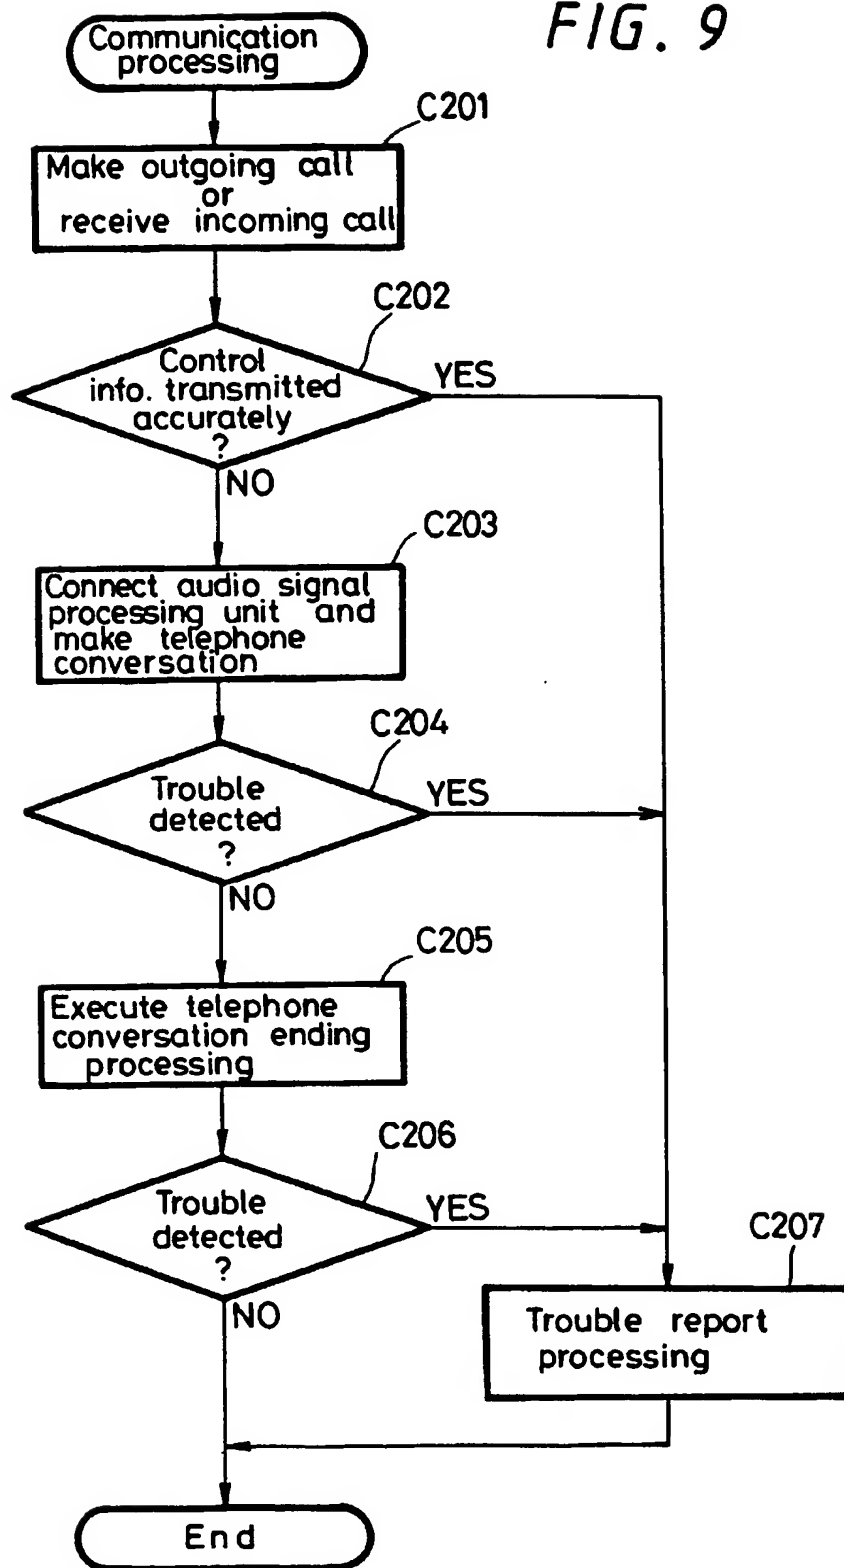 FIG. 9
Communication
processing
C201
Make outgoing call
or
receive incoming call
C202
Control
info. transmitted
accurately
?
YES
NO
C203
Connect audio signal
processing unit and
make telephone
conversation
C204
Trouble
detected
?
YES
NO
C205
Execute telephone
conversation ending
processing
C206
Trouble
detected
?
YES
NO
C207
Trouble report
processing
End